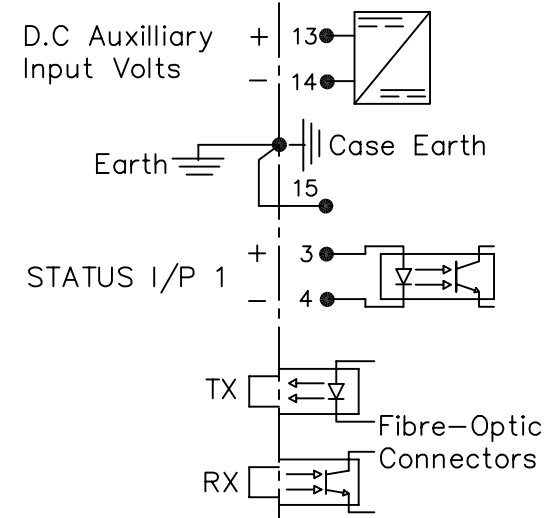 D.C Auxilliary + 13
Input Volts − 14
Case Earth
Earth
15
+ 3
STATUS I/P 1
− 4
TX
Fibre−Optic
Connectors
RX